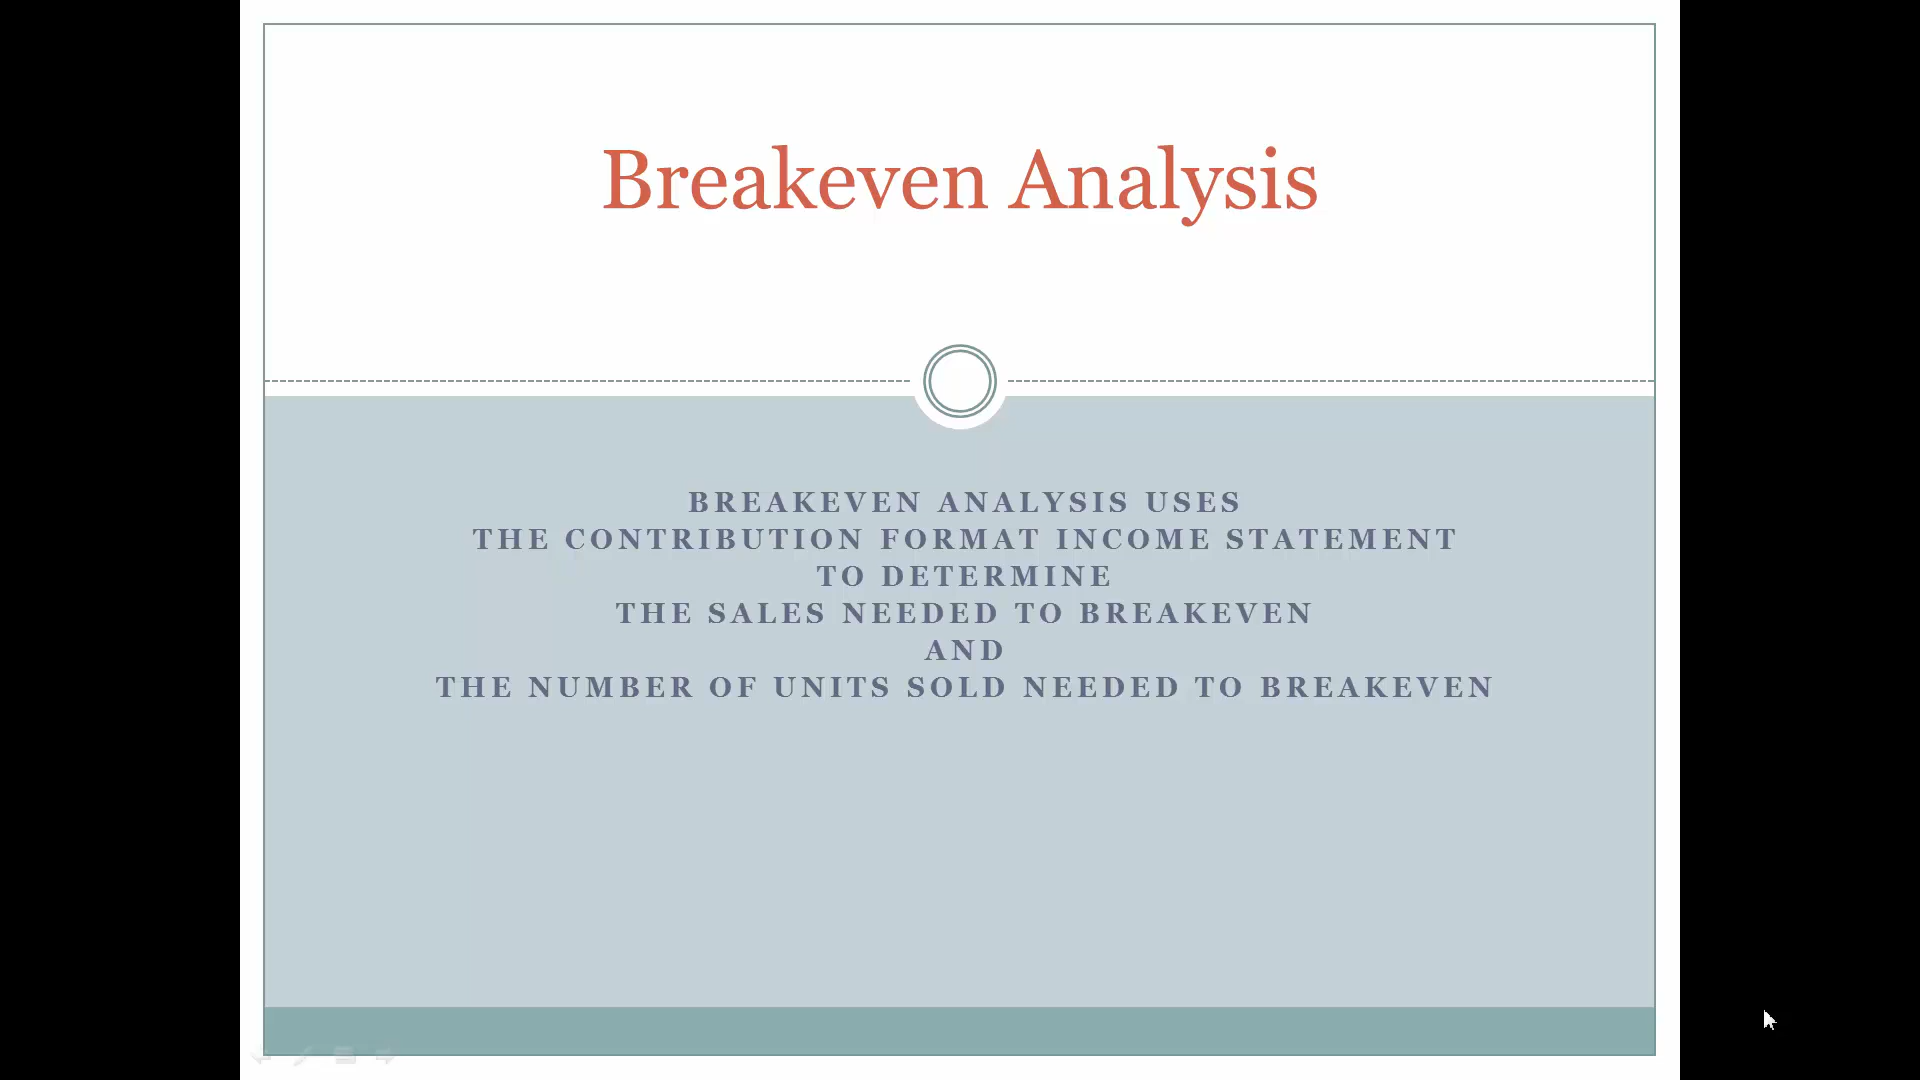 Breakeven Analysis
BREAKEVEN ANALYSIS USES
THE CONTRIBUTION FORMAT INCOME STATEMENT
TO DETERMINE
THE SALES NEEDED TO BREAKEVEN
AND
THE NUMBER OF UNITS SOLD NEEDED TO BREAKEVEN